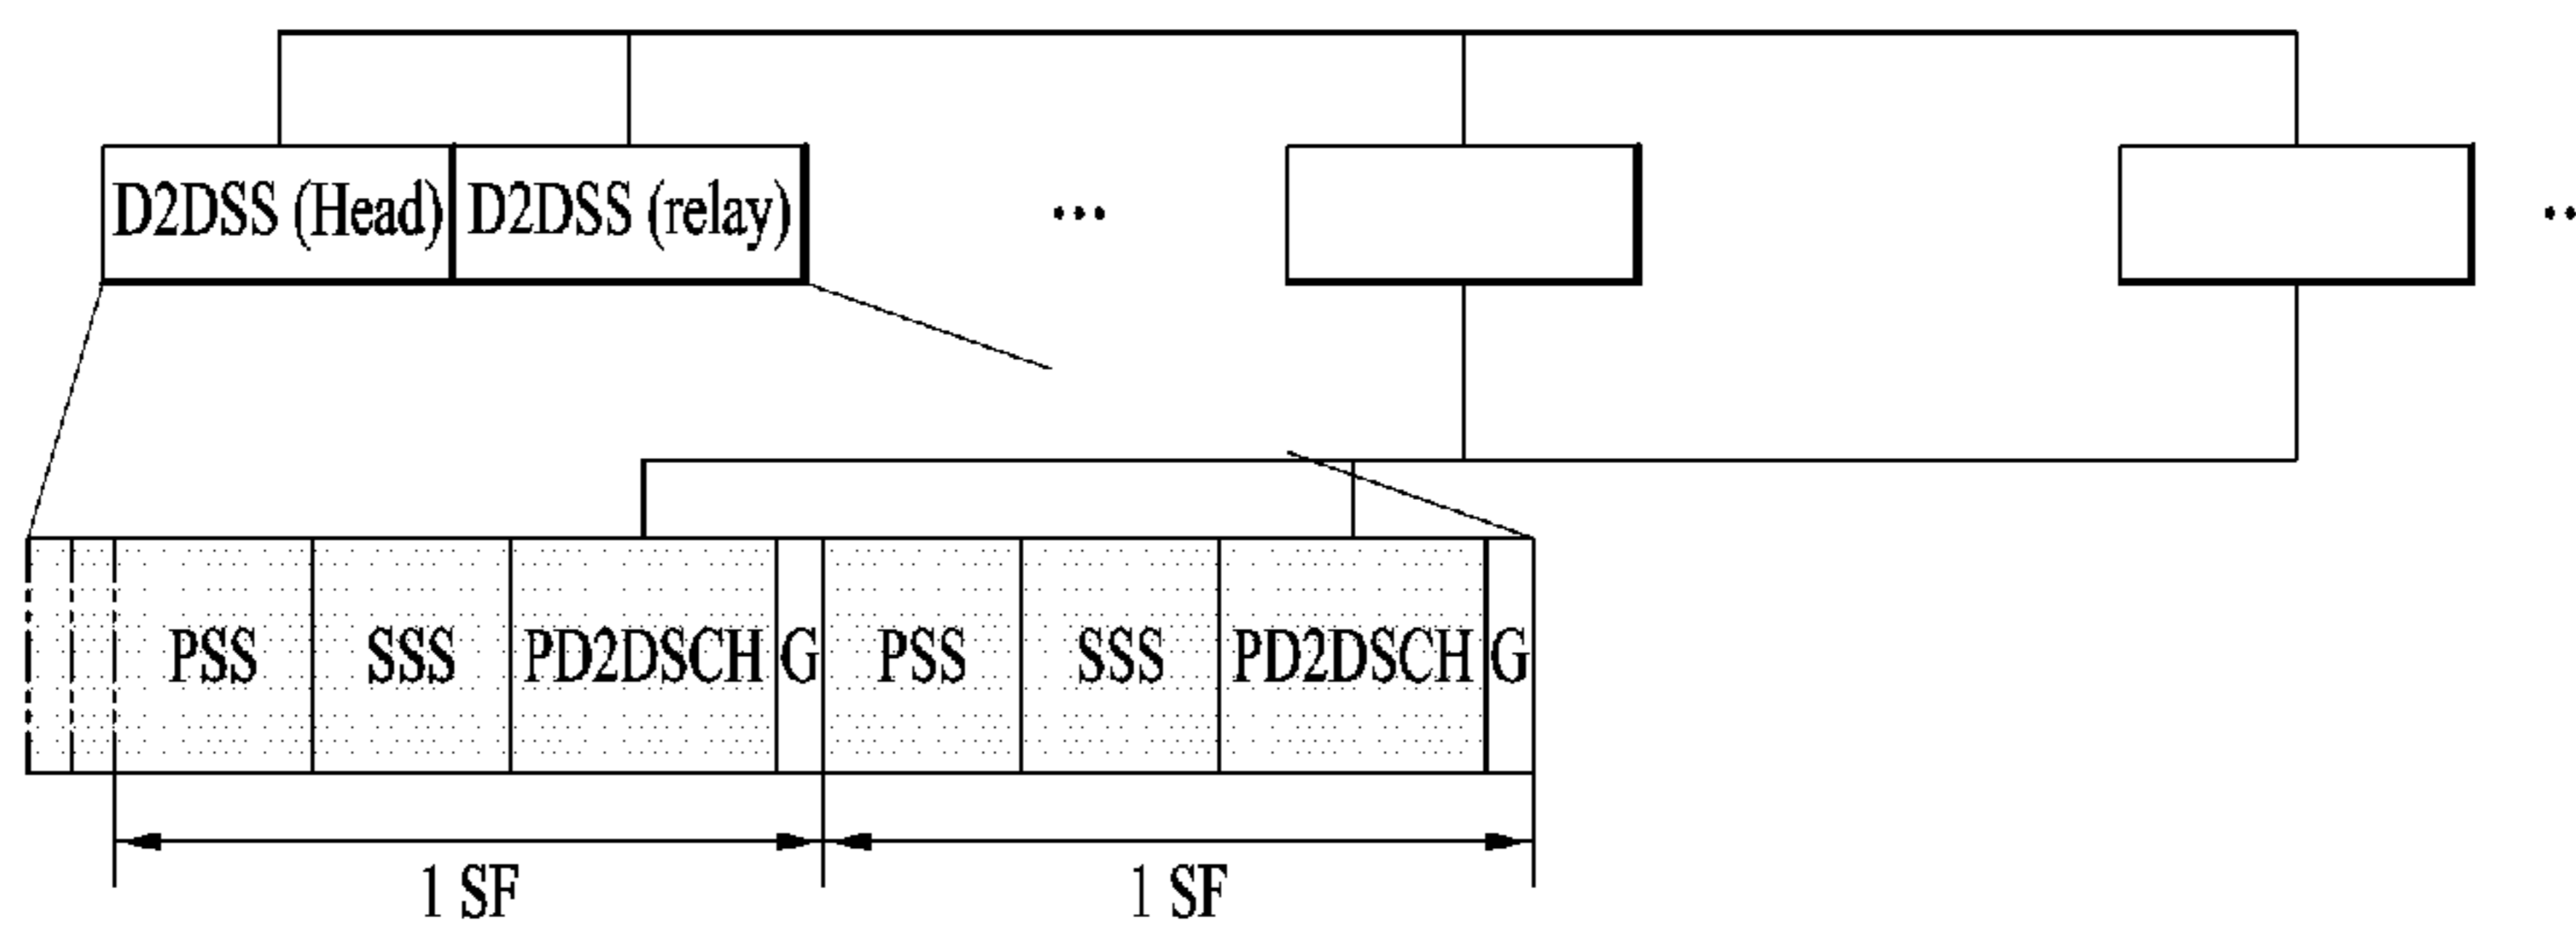 D2DSS (Head) D2DSS (relay) ... ..
PSS SSS PD2DSCH G PSS SSS PD2DSCH G
1 SF 1 SF